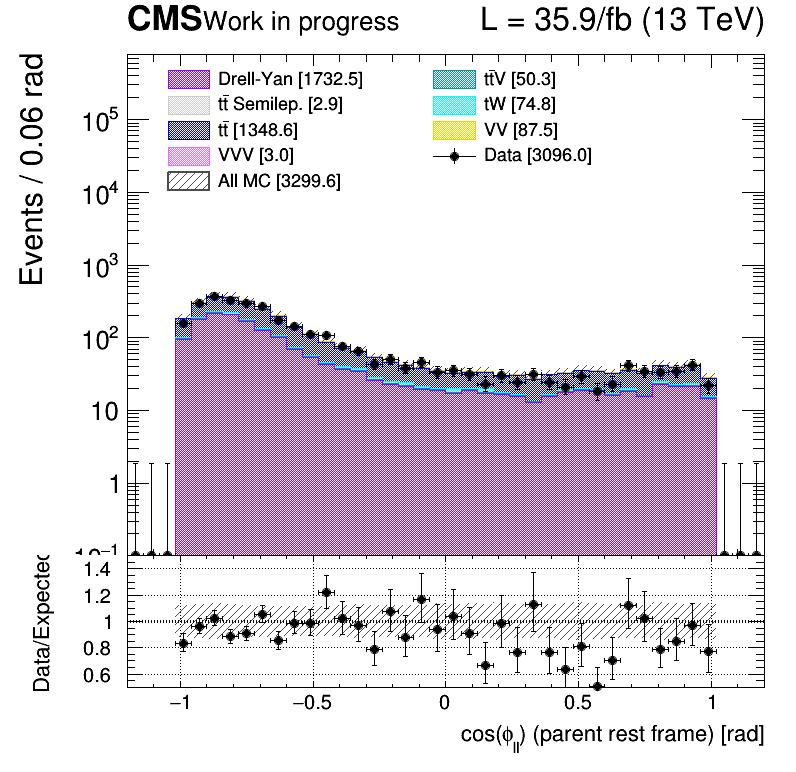 CMS Work in progress L = 35.9/fb (13 TeV)
Events / 0.06 rad
Drell-Yan [1732.5]
tt̄ Semilep. [2.9]
tt̄ [1348.6]
VVV [3.0]
All MC [3299.6]
tt̄V [50.3]
tW [74.8]
VV [87.5]
Data [3096.0]
10⁵
10⁴
10³
10²
10
1
10⁻¹
Data/Expected
1.4
1.2
1
0.8
0.6
−1 −0.5 0 0.5 1
cos(ϕ_ll) (parent rest frame) [rad]